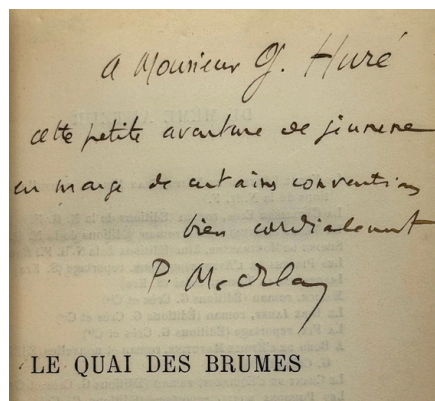 A Monsieur G. Huré
cette petite aventure de jeunesse
en marge de certains conventions
bien cordialement
P. Mac Orlan
LE QUAI DES BRUMES